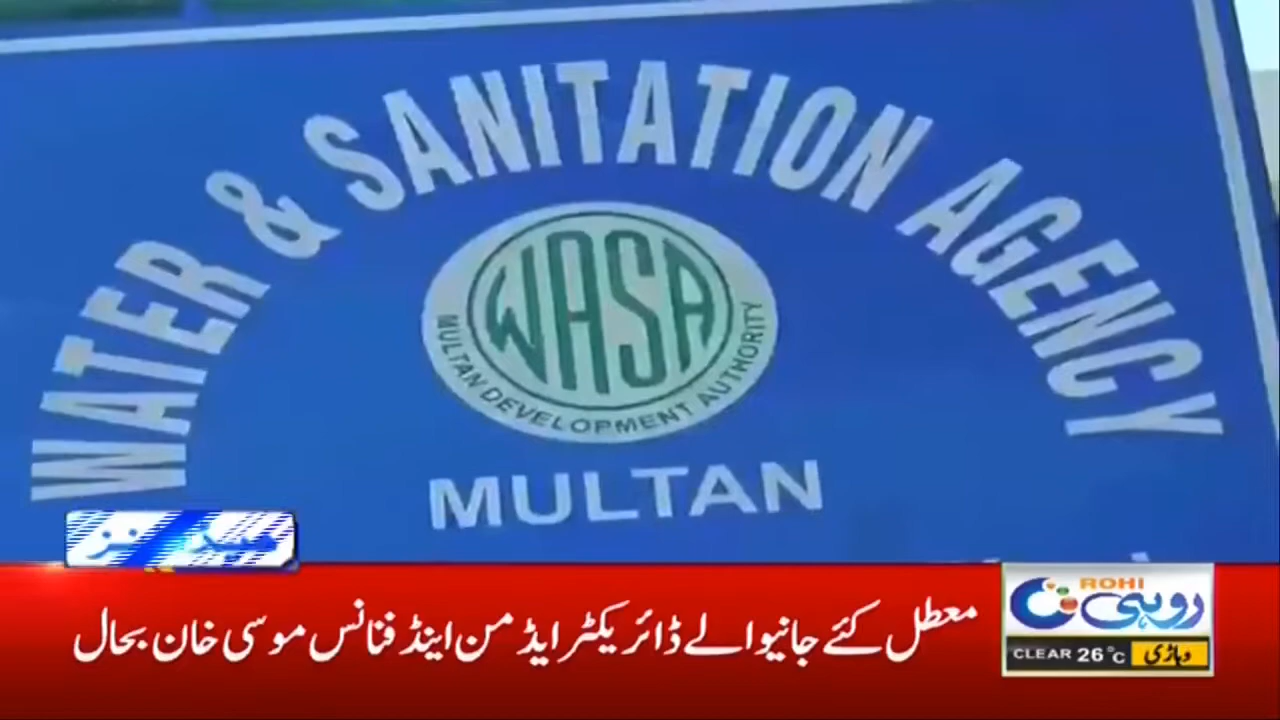 WATER & SANITATION AGENCY
WASA
MULTAN DEVELOPMENT AUTHORITY
MULTAN
معطل کئے جانیوالے ڈائریکٹر ایڈمن اینڈ فنانس موسی خان بحال
ROHI
روہی
CLEAR 26°C
وہاڑی